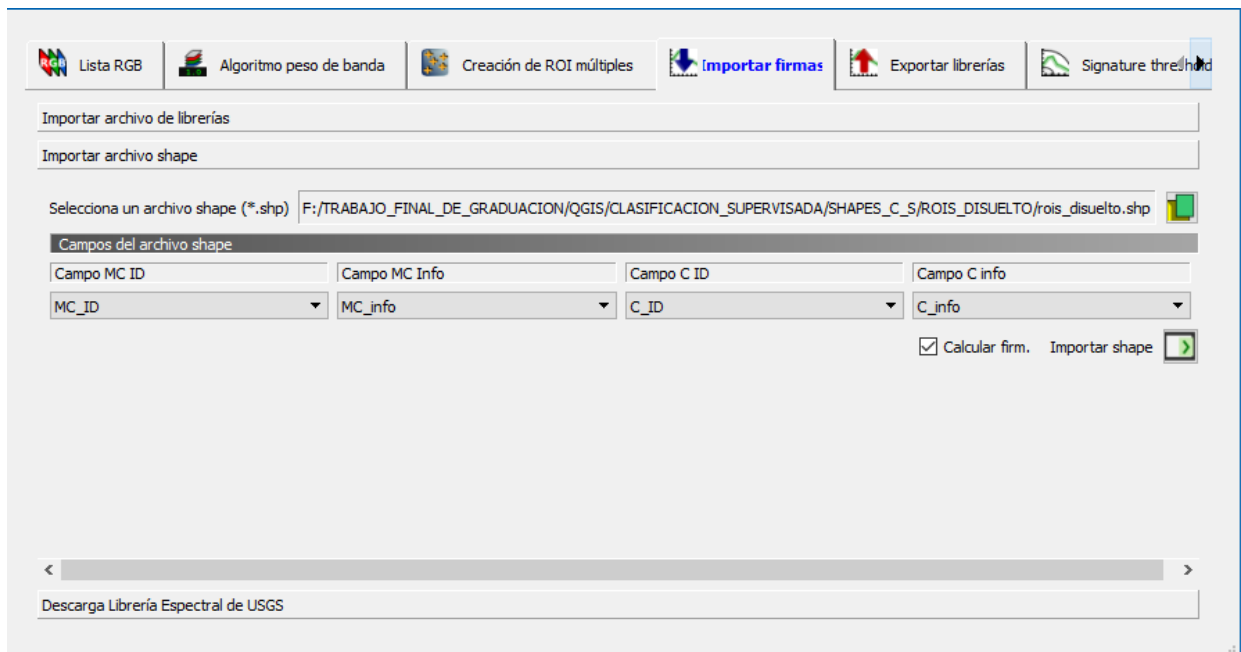 Lista RGB Algoritmo peso de banda Creación de ROI múltiples Importar firmas Exportar librerías Signature threshold
Importar archivo de librerías
Importar archivo shape
Selecciona un archivo shape (*.shp) F:/TRABAJO_FINAL_DE_GRADUACION/QGIS/CLASIFICACION_SUPERVISADA/SHAPES_C_S/ROIS_DISUELTO/rois_disuelto.shp
Campos del archivo shape
Campo MC ID Campo MC Info Campo C ID Campo C info
MC_ID MC_info C_ID C_info
Calcular firm. Importar shape
Descarga Librería Espectral de USGS